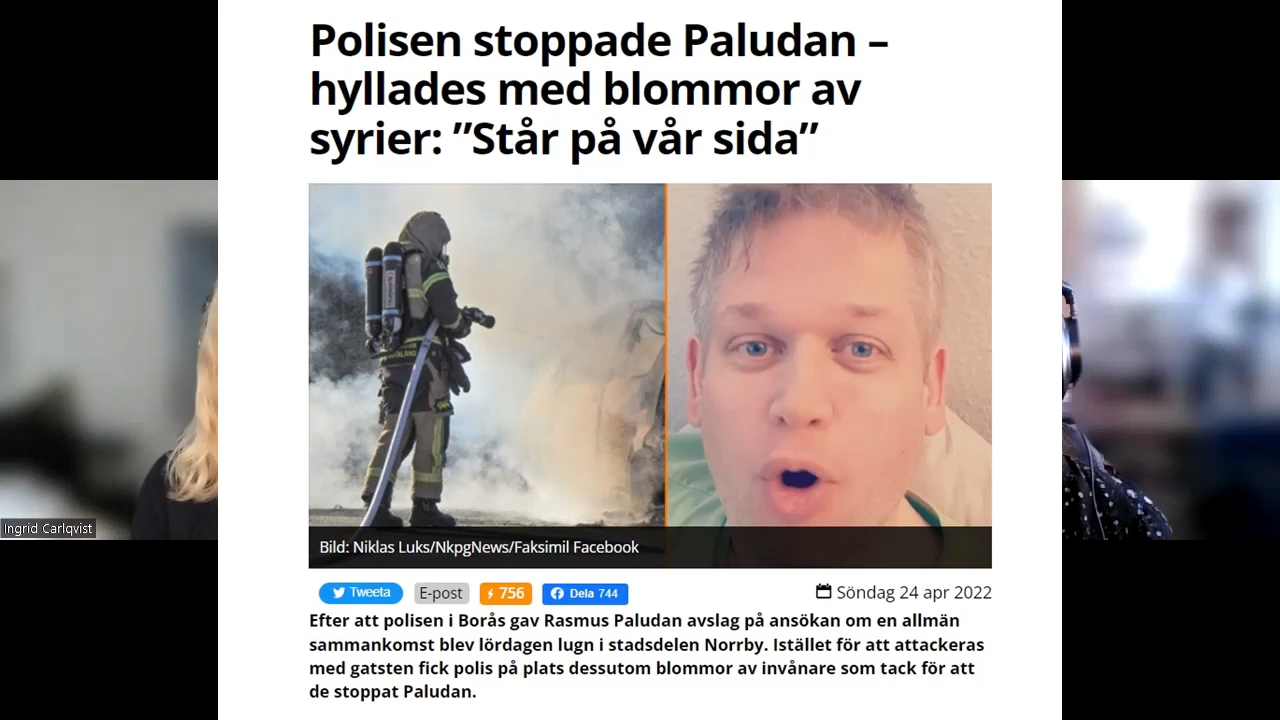 Polisen stoppade Paludan –
hyllades med blommor av
syrier: ”Står på vår sida”
Ingrid Carlqvist
Bild: Niklas Luks/NkpgNews/Faksimil Facebook
Tweeta E-post 756 Dela 744 Söndag 24 apr 2022
Efter att polisen i Borås gav Rasmus Paludan avslag på ansökan om en allmän
sammankomst blev lördagen lugn i stadsdelen Norrby. Istället för att attackeras
med gatsten fick polis på plats dessutom blommor av invånare som tack för att
de stoppat Paludan.